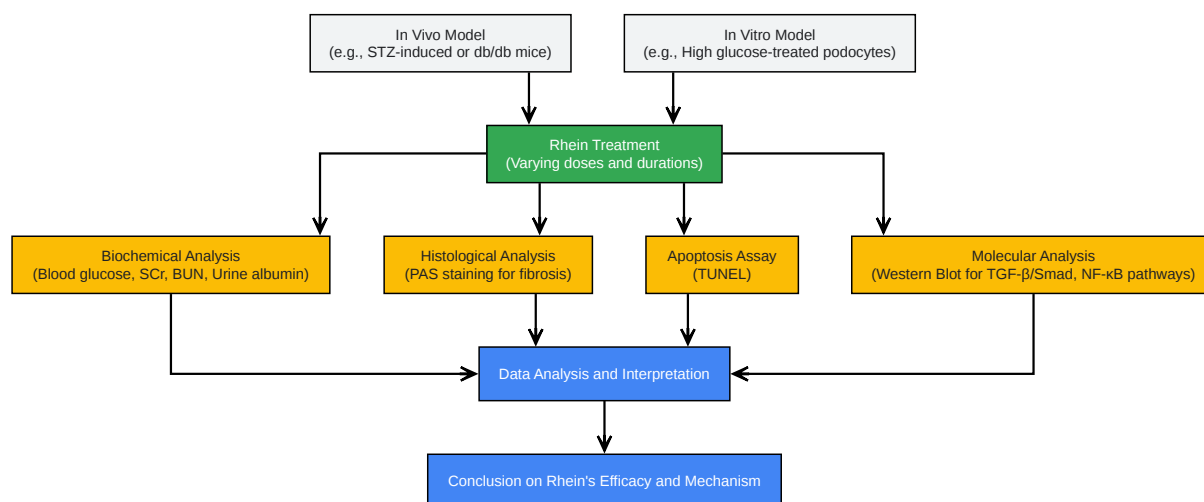 In Vivo Model
(e.g., STZ-induced or db/db mice)
In Vitro Model
(e.g., High glucose-treated podocytes)
Rhein Treatment
(Varying doses and durations)
Biochemical Analysis
(Blood glucose, SCr, BUN, Urine albumin)
Histological Analysis
(PAS staining for fibrosis)
Apoptosis Assay
(TUNEL)
Molecular Analysis
(Western Blot for TGF-β/Smad, NF-κB pathways)
Data Analysis and Interpretation
Conclusion on Rhein's Efficacy and Mechanism